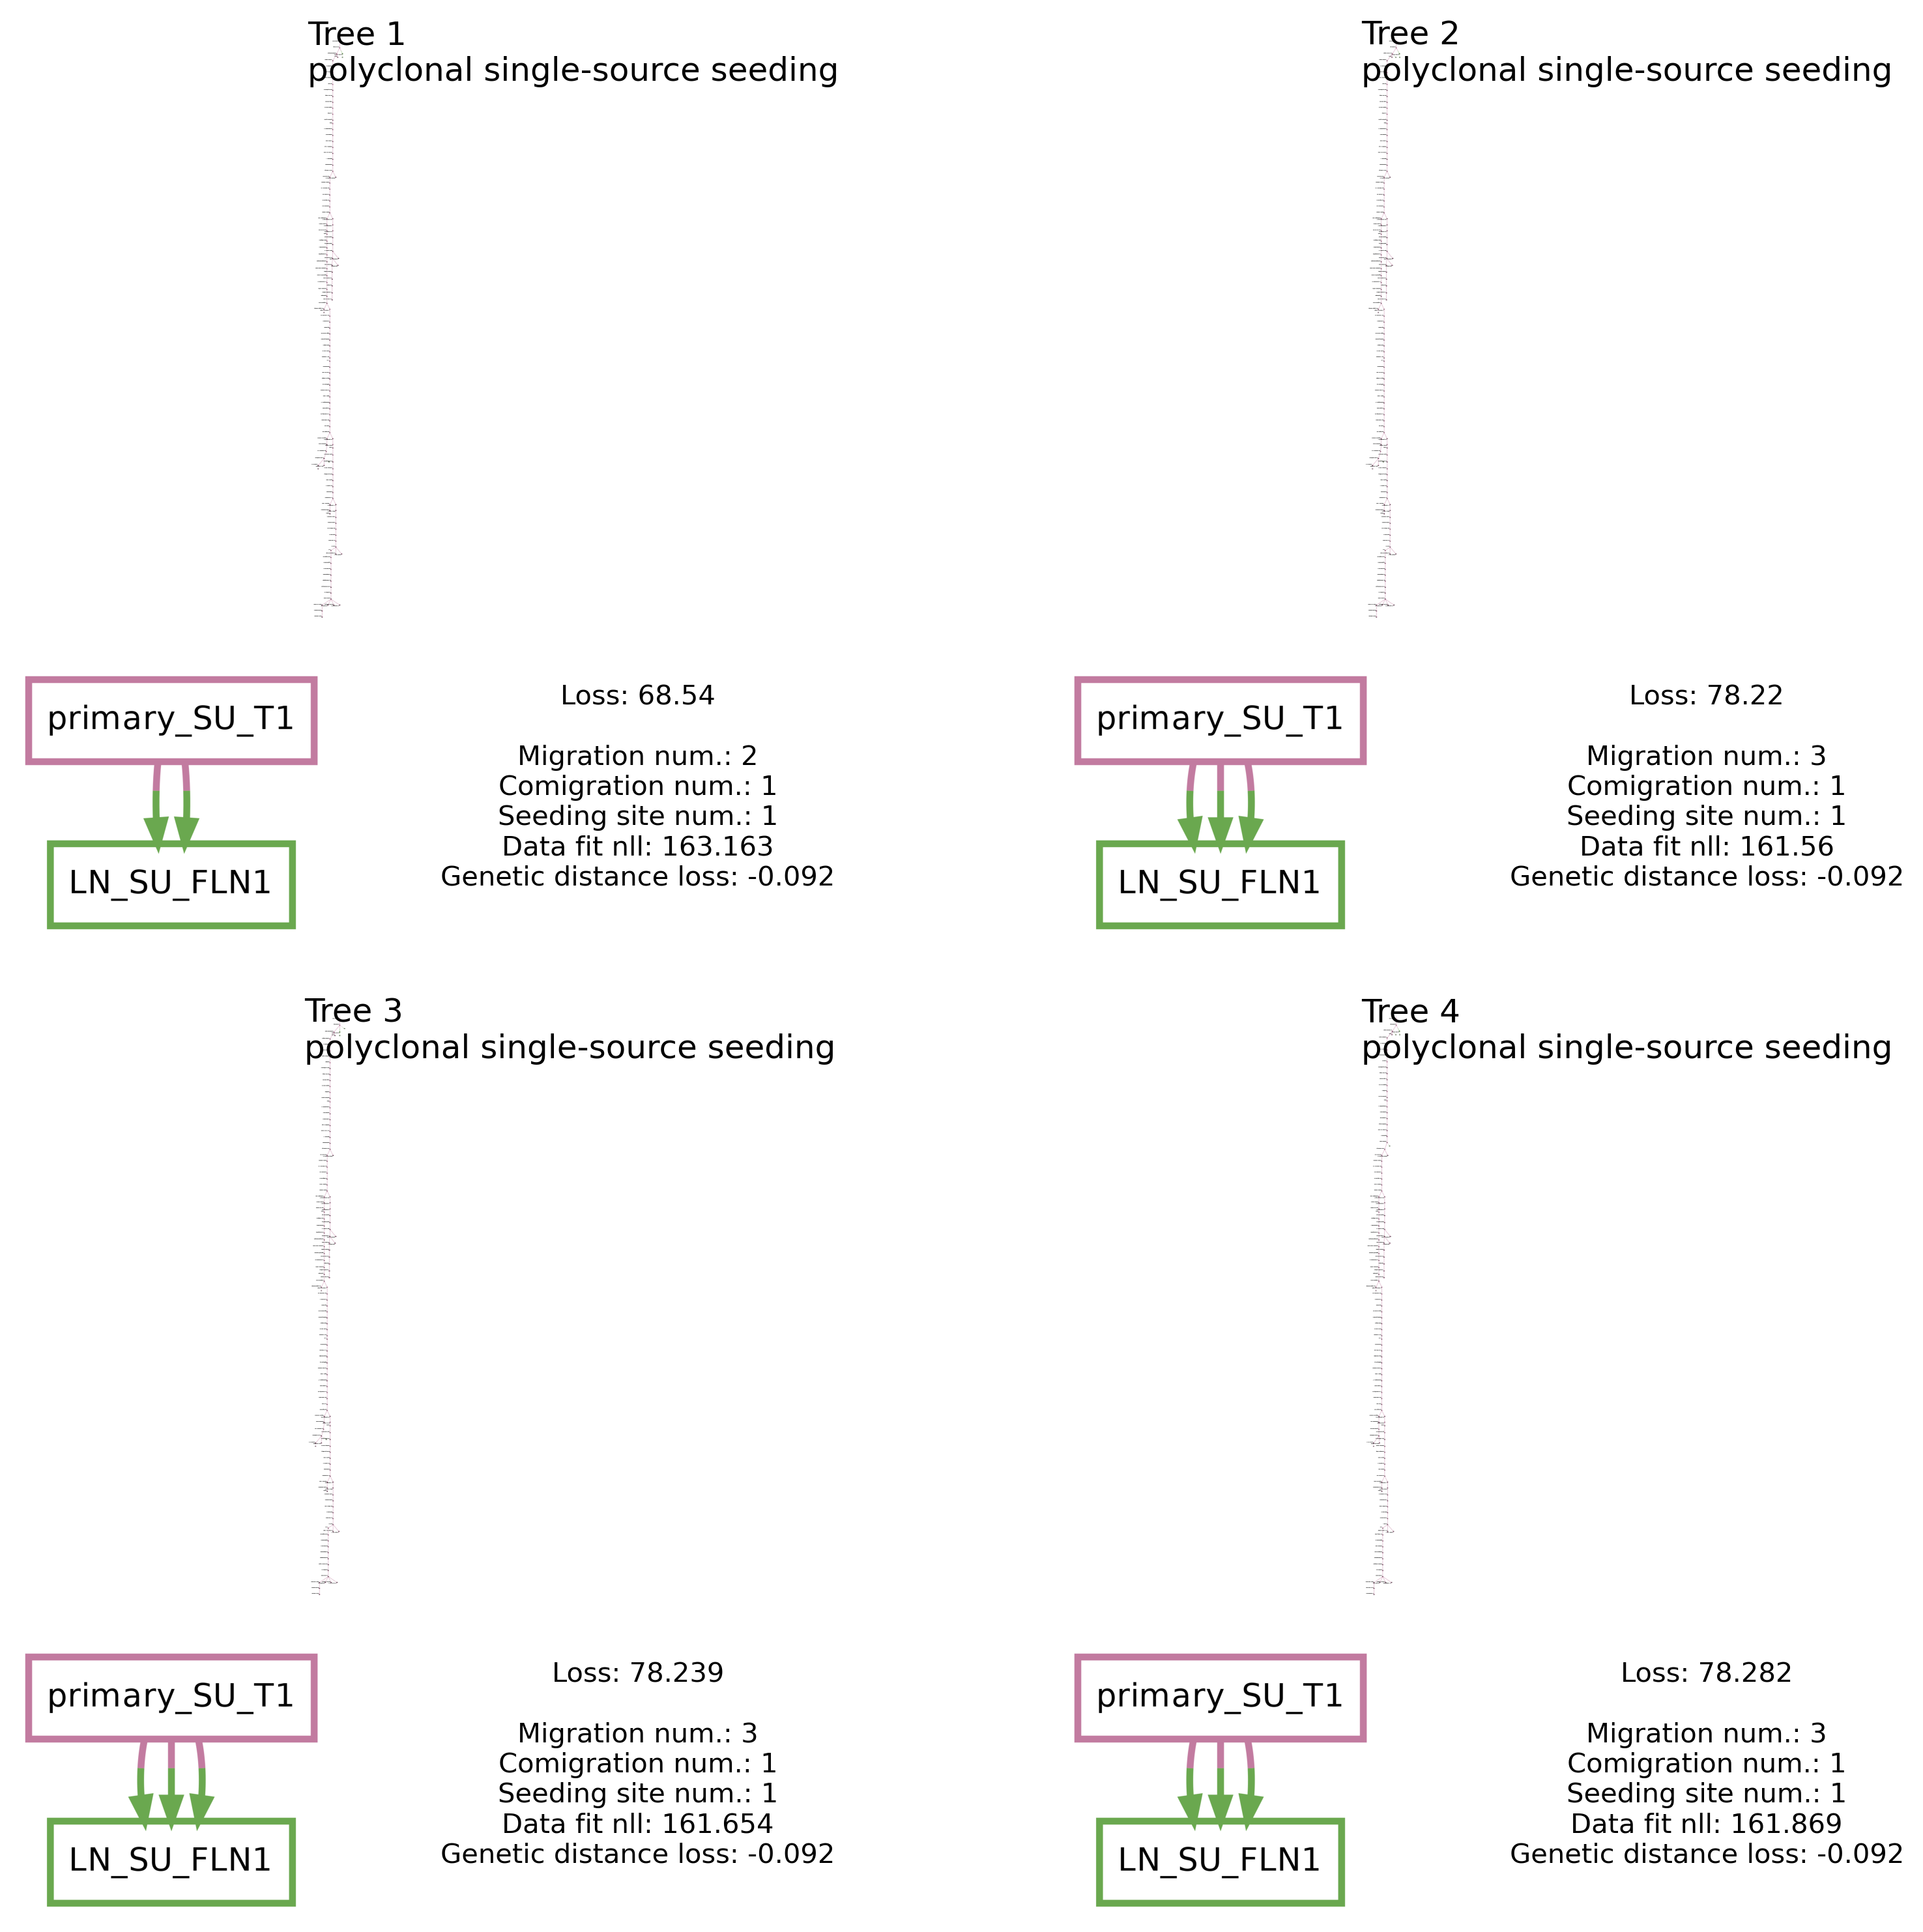 Tree 1
polyclonal single-source seeding
primary_SU_T1
LN_SU_FLN1
Loss: 68.54
Migration num.: 2
Comigration num.: 1
Seeding site num.: 1
Data fit nll: 163.163
Genetic distance loss: -0.092
Tree 2
polyclonal single-source seeding
primary_SU_T1
LN_SU_FLN1
Loss: 78.22
Migration num.: 3
Comigration num.: 1
Seeding site num.: 1
Data fit nll: 161.56
Genetic distance loss: -0.092
Tree 3
polyclonal single-source seeding
primary_SU_T1
LN_SU_FLN1
Loss: 78.239
Migration num.: 3
Comigration num.: 1
Seeding site num.: 1
Data fit nll: 161.654
Genetic distance loss: -0.092
Tree 4
polyclonal single-source seeding
primary_SU_T1
LN_SU_FLN1
Loss: 78.282
Migration num.: 3
Comigration num.: 1
Seeding site num.: 1
Data fit nll: 161.869
Genetic distance loss: -0.092